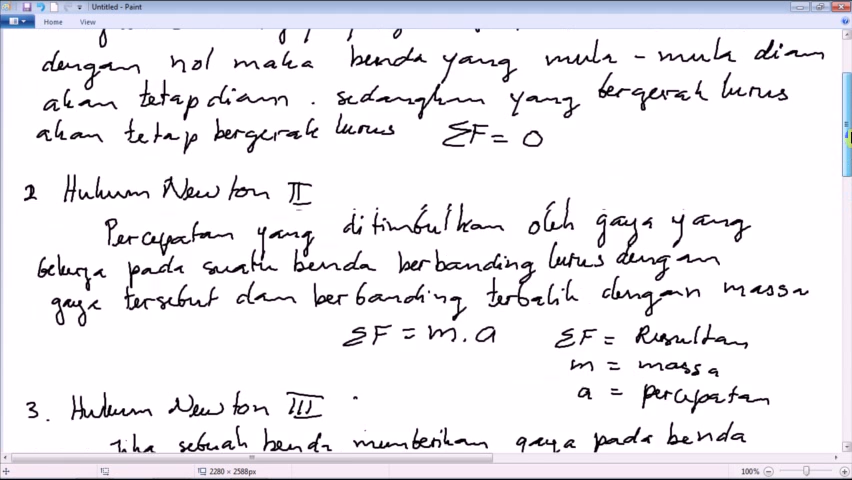 Untitled - Paint
Home View
dengan nol maka benda yang mula - mula diam
akan tetap diam. sedangkan yang bergerak lurus
akan tetap bergerak lurus ΣF = 0
2 Hukum Newton II
Percepatan yang ditimbulkan oleh gaya yang
bekerja pada suatu benda berbanding lurus dengan
gaya tersebut dan berbanding terbalik dengan massa
ΣF = m.a ΣF = Resultan
m = massa
a = percepatan
3. Hukum Newton III
Jika sebuah benda memberikan gaya pada benda
2280 × 2588px 100%